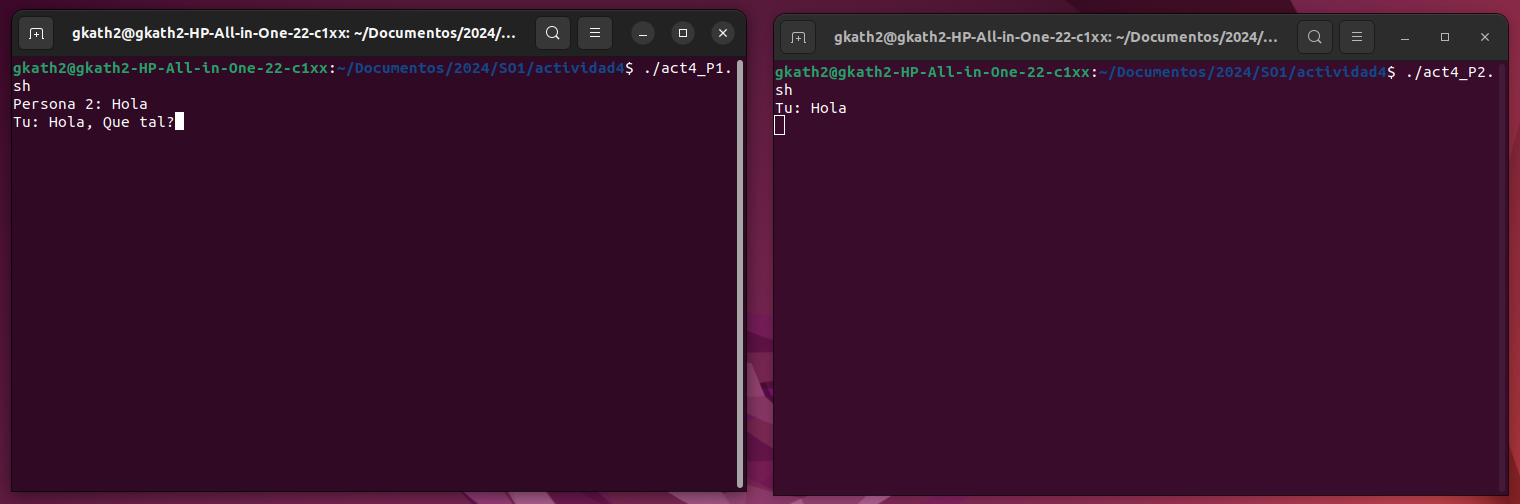 gkath2@gkath2-HP-All-in-One-22-c1xx: ~/Documentos/2024/...
gkath2@gkath2-HP-All-in-One-22-c1xx:~/Documentos/2024/SO1/actividad4$ ./act4_P1.
sh
Persona 2: Hola
Tu: Hola, Que tal?
gkath2@gkath2-HP-All-in-One-22-c1xx: ~/Documentos/2024/...
gkath2@gkath2-HP-All-in-One-22-c1xx:~/Documentos/2024/SO1/actividad4$ ./act4_P2.
sh
Tu: Hola